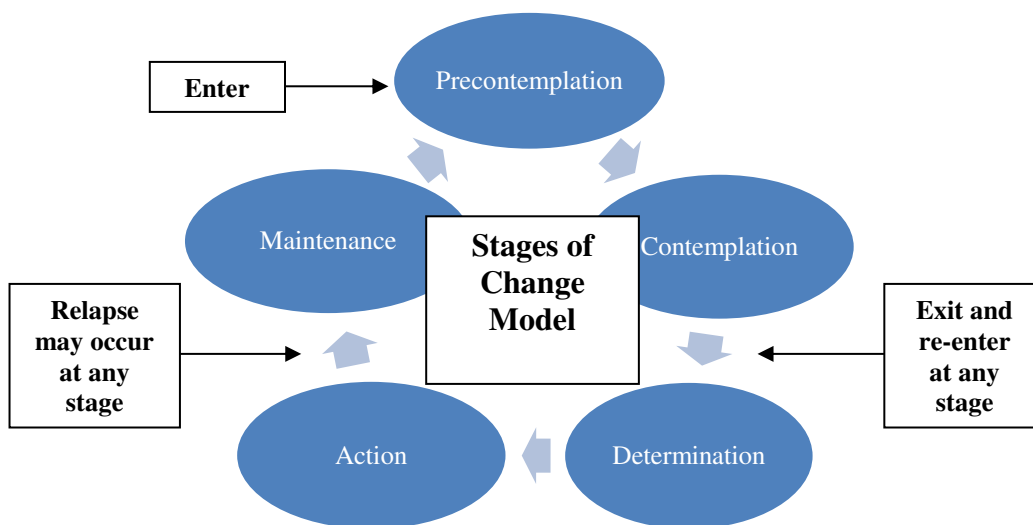 Precontemplation
Enter
Maintenance
Stages of
Change
Model
Contemplation
Relapse
may occur
at any
stage
Exit and
re-enter
at any
stage
Action
Determination